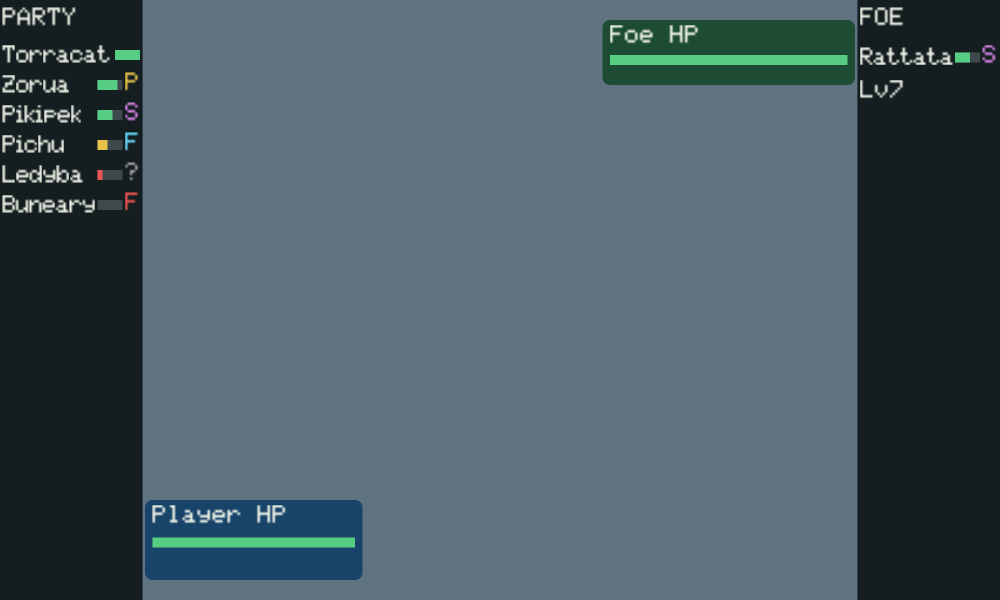 PARTY
Torracat
Zorua P
Pikipek S
Pichu F
Ledyba ?
Buneary F
Foe HP
Player HP
FOE
Rattata S
Lv7